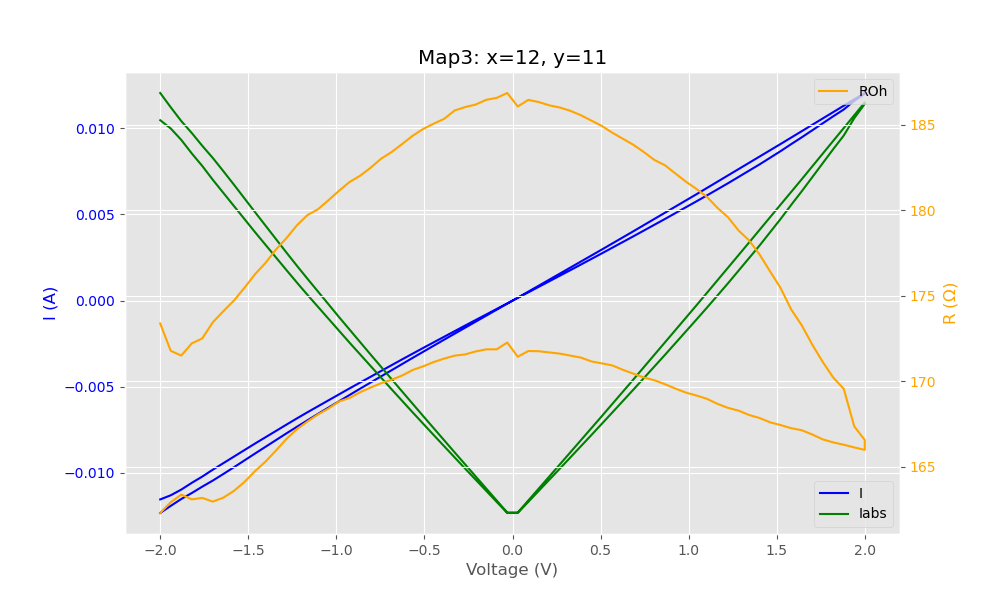 Map3: x=12, y=11
ROh
0.010
0.005
0.000
−0.005
−0.010
I (A)
185
180
175
170
165
R (Ω)
I
Iabs
−2.0 −1.5 −1.0 −0.5 0.0 0.5 1.0 1.5 2.0
Voltage (V)